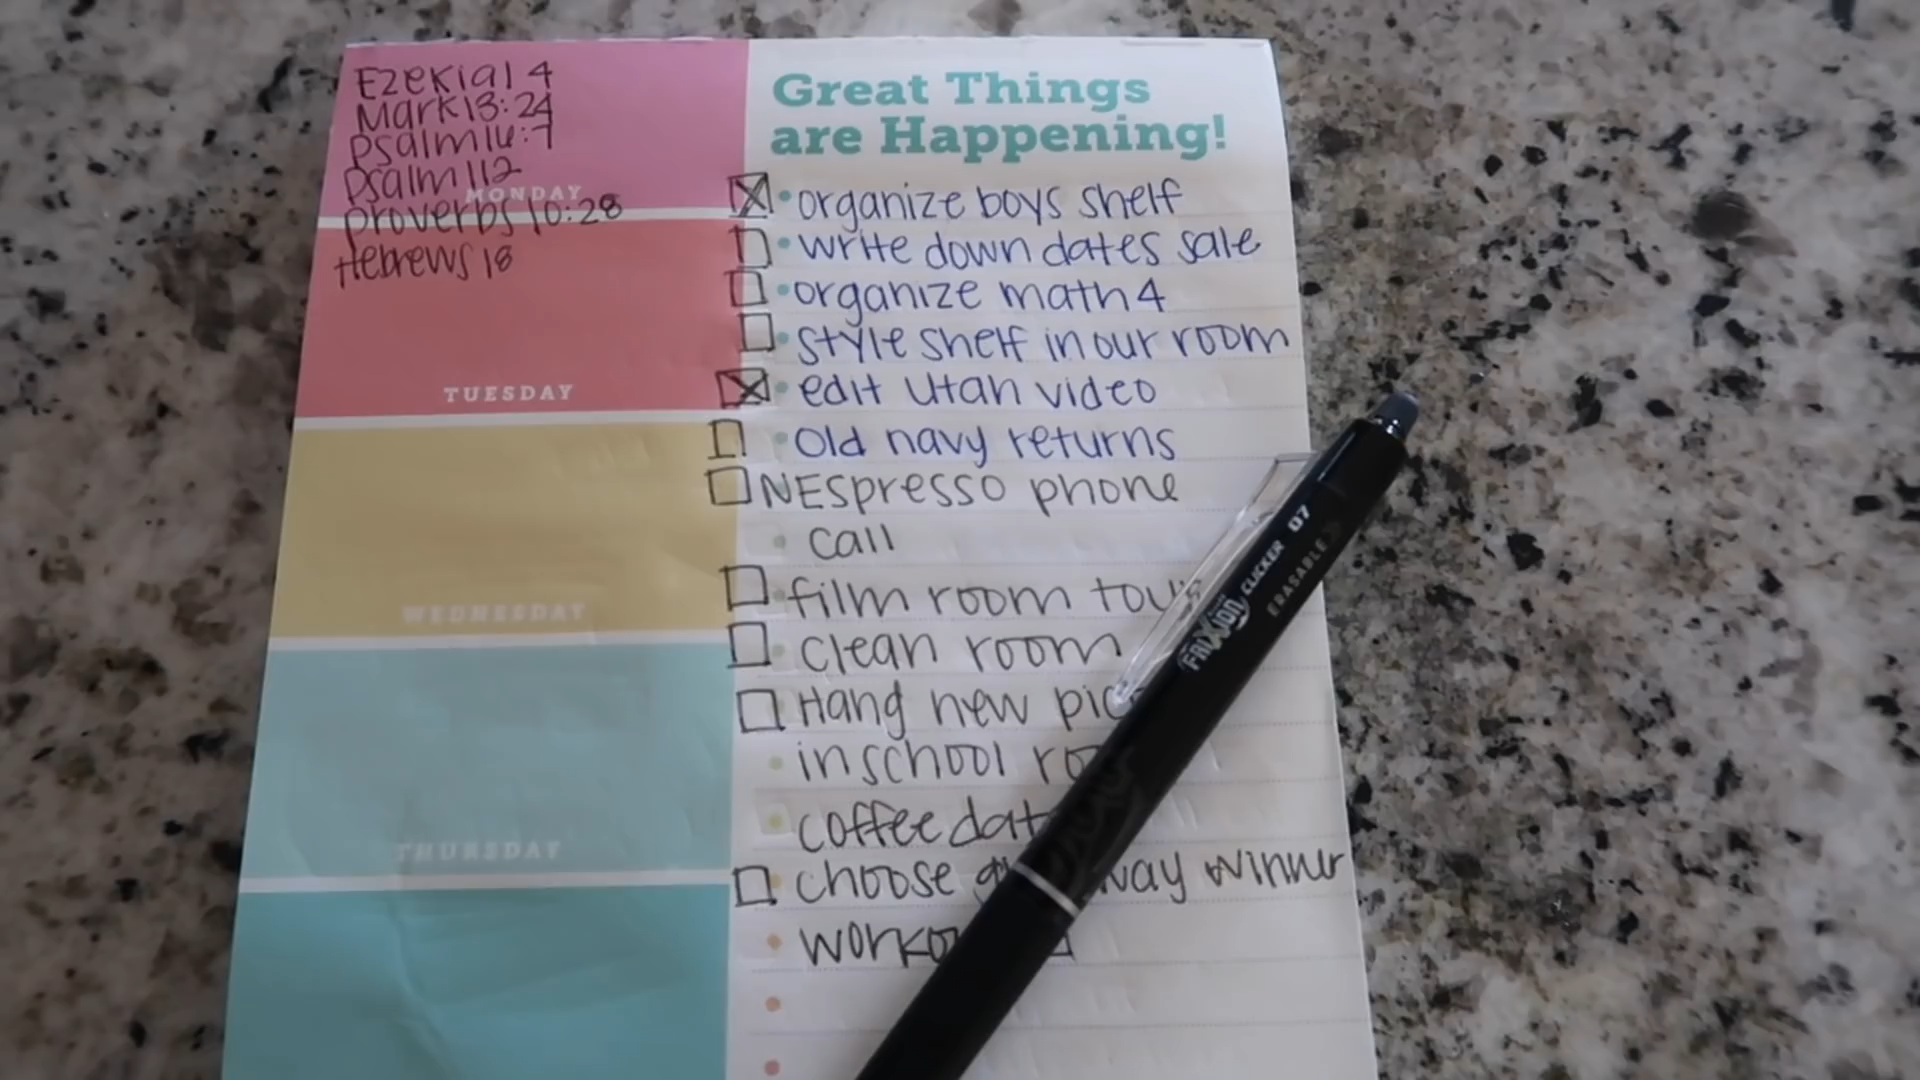 Ezekial 4
Mark 13:24
psalm 16:7
psalm 112
MONDAY
proverbs 10:28
Hebrews 18
TUESDAY
WEDNESDAY
THURSDAY
Great Things
are Happening!
organize boys shelf
write down dates sale
organize math 4
style shelf in our room
edit Utah video
old navy returns
NEspresso phone
call
film room
clean room
Hang new
in school
coffee
choose winner
FRIXION CLICKER 07
ERASABLE